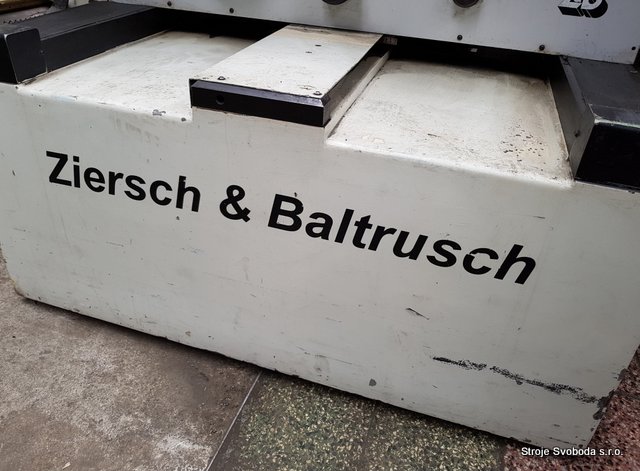 Ziersch & Baltrusch
Stroje Svoboda s.r.o.